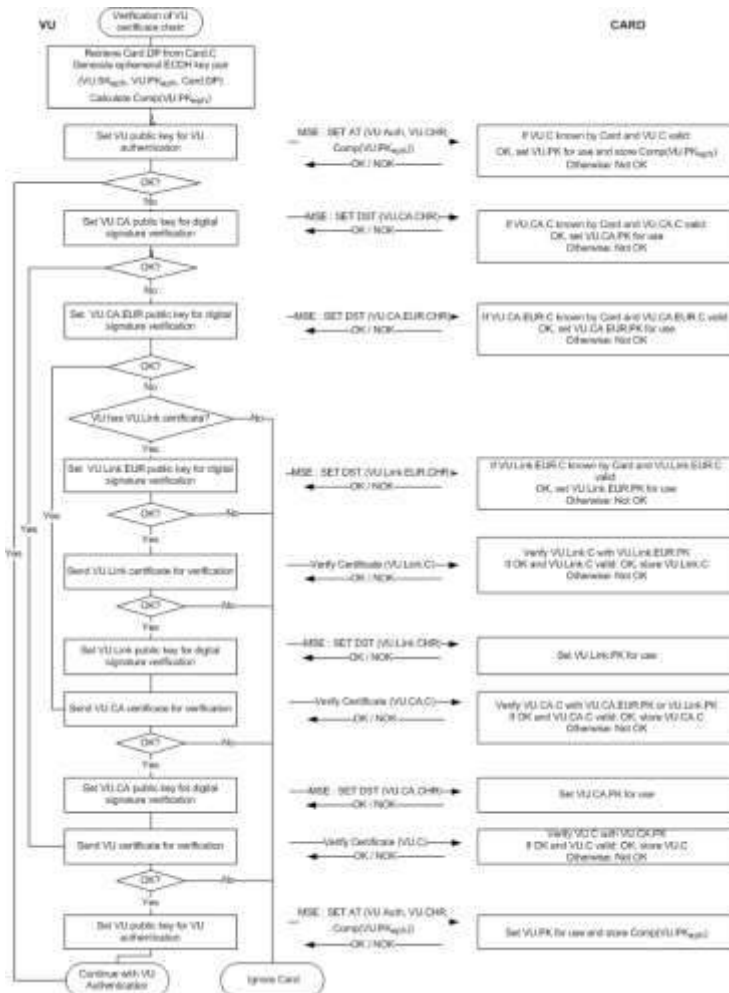 VU
CARD
Verification of VU
certificate chain
Retrieve Card.DP from Card.C
Generate ephemeral ECDH key pair
(VU.SKeph, VU.PKeph, Card.DP)
Calculate Comp(VU.PKeph)
Set VU public key for VU
authentication
MSE : SET AT (VU Auth, VU.CHR,
Comp(VU.PKeph))
OK / NOK
If VU.C known by Card and VU.C valid:
OK, set VU.PK for use and store Comp(VU.PKeph)
Otherwise: Not OK
OK?
No
Set VU.CA public key for digital
signature verification
MSE : SET DST (VU.CA.CHR)
OK / NOK
If VU.CA.C known by Card and VU.CA.C valid:
OK, set VU.CA.PK for use
Otherwise: Not OK
OK?
No
Set VU.CA.EUR public key for digital
signature verification
MSE : SET DST (VU.CA.EUR.CHR)
OK / NOK
If VU.CA.EUR.C known by Card and VU.CA.EUR.C valid:
OK, set VU.CA.EUR.PK for use
Otherwise: Not OK
OK?
No
VU has VU.Link certificate?
No
Yes
Set VU.Link.EUR public key for digital
signature verification
MSE : SET DST (VU.Link.EUR.CHR)
OK / NOK
If VU.Link.EUR.C known by Card and VU.Link.EUR.C
valid:
OK, set VU.Link.EUR.PK for use
Otherwise: Not OK
OK?
No
Yes
Yes
Yes
Yes
Send VU.Link certificate for verification
Verify Certificate (VU.Link.C)
OK / NOK
Verify VU.Link.C with VU.Link.EUR.PK
If OK and VU.Link.C valid: OK, store VU.Link.C
Otherwise: Not OK
OK?
No
Yes
Set VU.Link public key for digital
signature verification
MSE : SET DST (VU.Link.CHR)
OK / NOK
Set VU.Link.PK for use
Send VU.CA certificate for verification
Verify Certificate (VU.CA.C)
OK / NOK
Verify VU.CA.C with VU.CA.EUR.PK or VU.Link.PK
If OK and VU.CA.C valid: OK, store VU.CA.C
Otherwise: Not OK
OK?
No
Yes
Set VU.CA public key for digital
signature verification
MSE : SET DST (VU.CA.CHR)
OK / NOK
Set VU.CA.PK for use
Send VU certificate for verification
Verify Certificate (VU.C)
OK / NOK
Verify VU.C with VU.CA.PK
If OK and VU.C valid: OK, store VU.C
Otherwise: Not OK
OK?
No
Yes
Set VU public key for VU
authentication
MSE : SET AT (VU Auth, VU.CHR,
Comp(VU.PKeph))
OK / NOK
Set VU.PK for use and store Comp(VU.PKeph)
Continue with VU
Authentication
Ignore Card